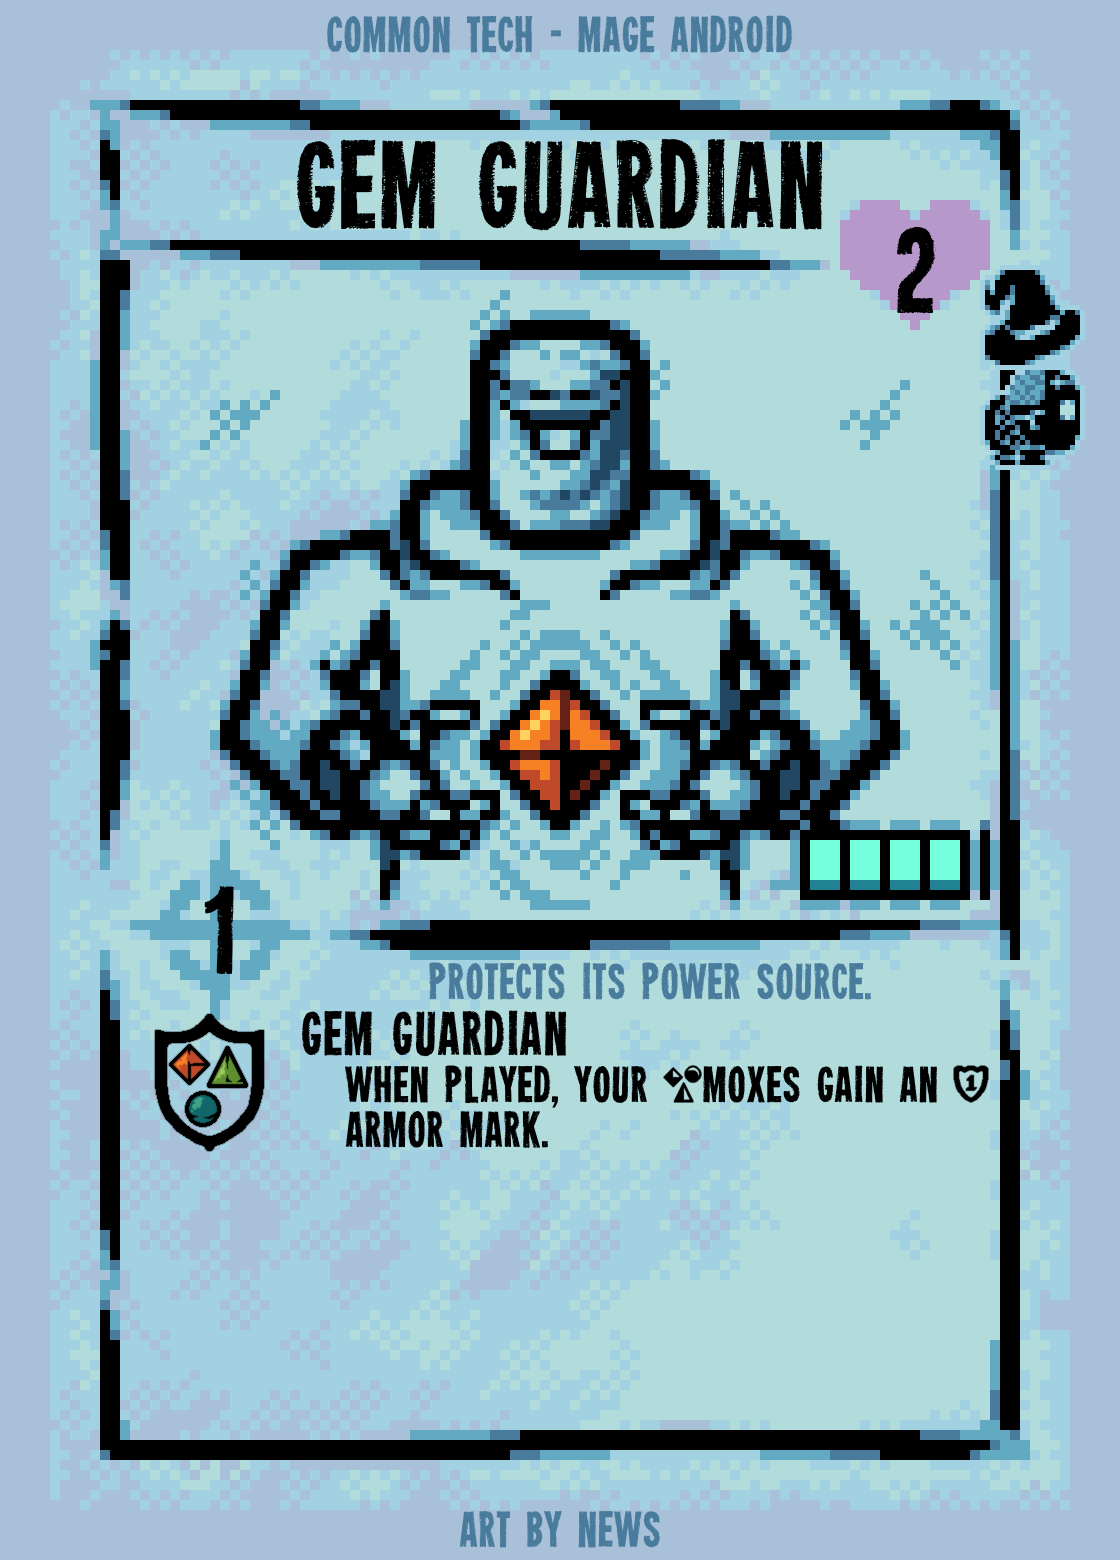 COMMON TECH - MAGE ANDROID
GEM GUARDIAN
2
1
PROTECTS ITS POWER SOURCE.
GEM GUARDIAN
WHEN PLAYED, YOUR MOXES GAIN AN 1
ARMOR MARK.
ART BY NEWS